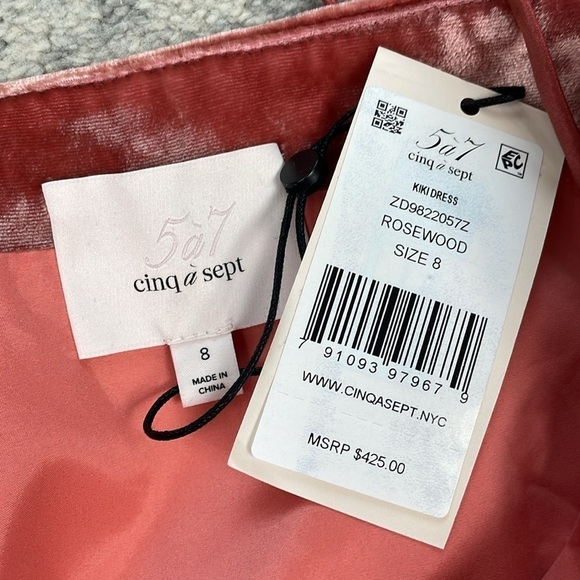 5à7
cinq à sept
8
MADE IN
CHINA
5à7
cinq à sept
KIKI DRESS
ZD9822057Z
ROSEWOOD
SIZE 8
7 91093 97967 9
WWW.CINQASEPT.NYC
MSRP $425.00